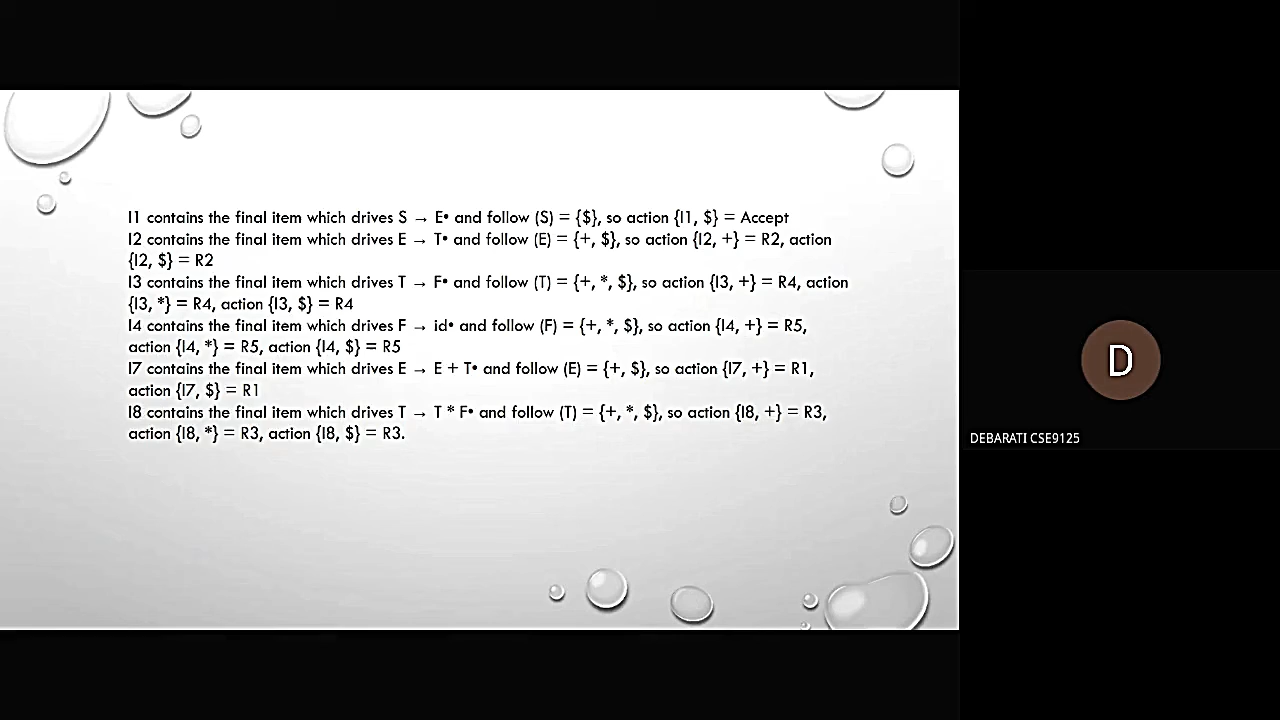 I1 contains the final item which drives S → E• and follow (S) = {$}, so action {I1, $} = Accept
I2 contains the final item which drives E → T• and follow (E) = {+, $}, so action {I2, +} = R2, action
{I2, $} = R2
I3 contains the final item which drives T → F• and follow (T) = {+, *, $}, so action {I3, +} = R4, action
{I3, *} = R4, action {I3, $} = R4
I4 contains the final item which drives F → id• and follow (F) = {+, *, $}, so action {I4, +} = R5,
action {I4, *} = R5, action {I4, $} = R5
I7 contains the final item which drives E → E + T• and follow (E) = {+, $}, so action {I7, +} = R1,
action {I7, $} = R1
I8 contains the final item which drives T → T * F• and follow (T) = {+, *, $}, so action {I8, +} = R3,
action {I8, *} = R3, action {I8, $} = R3.
D
DEBARATI CSE9125